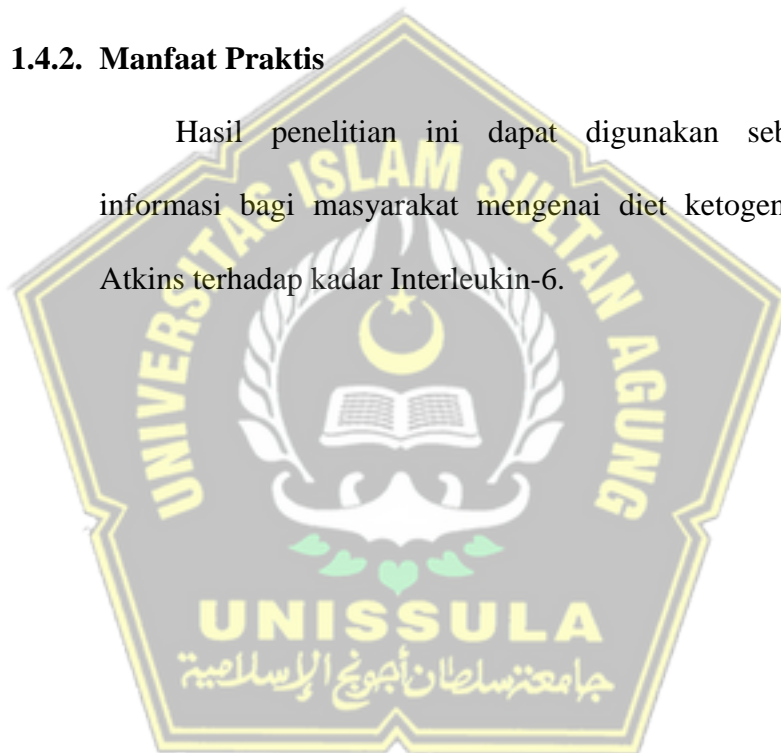 1.4.2. Manfaat Praktis
Hasil penelitian ini dapat digunakan seb
informasi bagi masyarakat mengenai diet ketogen
Atkins terhadap kadar Interleukin-6.
UNIVERSITAS ISLAM SULTAN AGUNG
UNISSULA
جامعة سلطان أجونج الإسلامية